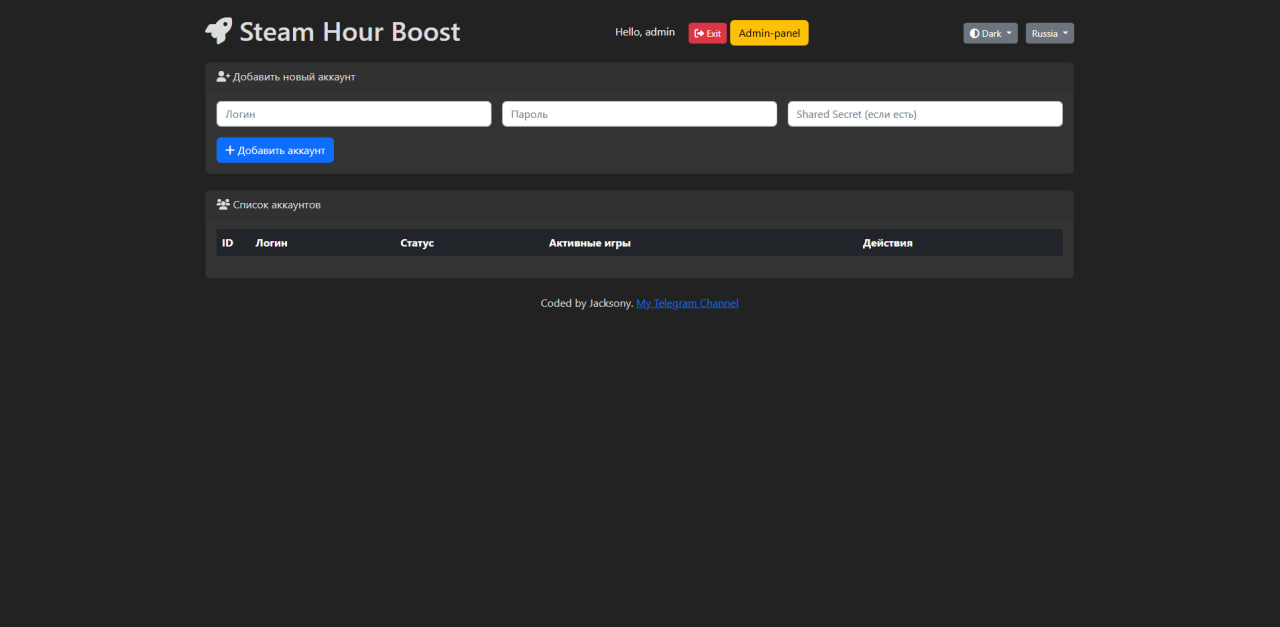 Steam Hour Boost
Hello, admin
Exit
Admin-panel
Dark
Russia
Добавить новый аккаунт
Логин
Пароль
Shared Secret (если есть)
Добавить аккаунт
Список аккаунтов
ID Логин Статус Активные игры Действия
Coded by Jacksony. My Telegram Channel